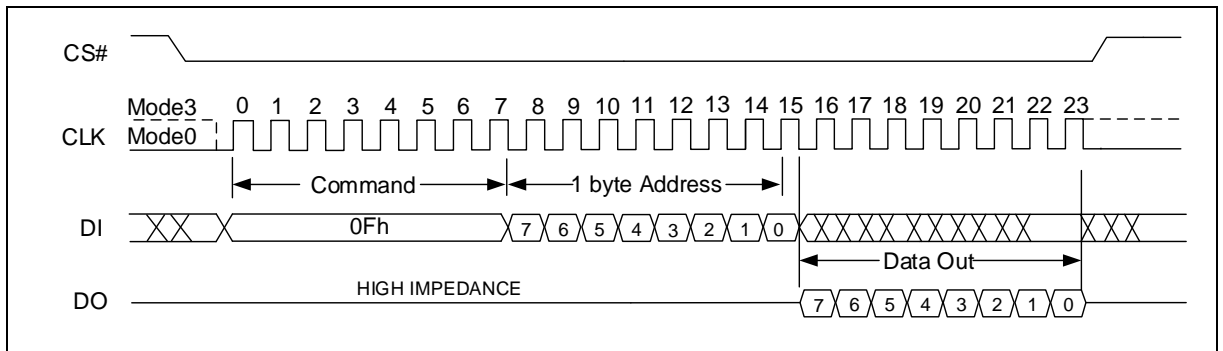 CS#
Mode3 0 1 2 3 4 5 6 7 8 9 10 11 12 13 14 15 16 17 18 19 20 21 22 23
CLK Mode0
Command 1 byte Address
DI 0Fh 7 6 5 4 3 2 1 0
Data Out
HIGH IMPEDANCE
DO 7 6 5 4 3 2 1 0